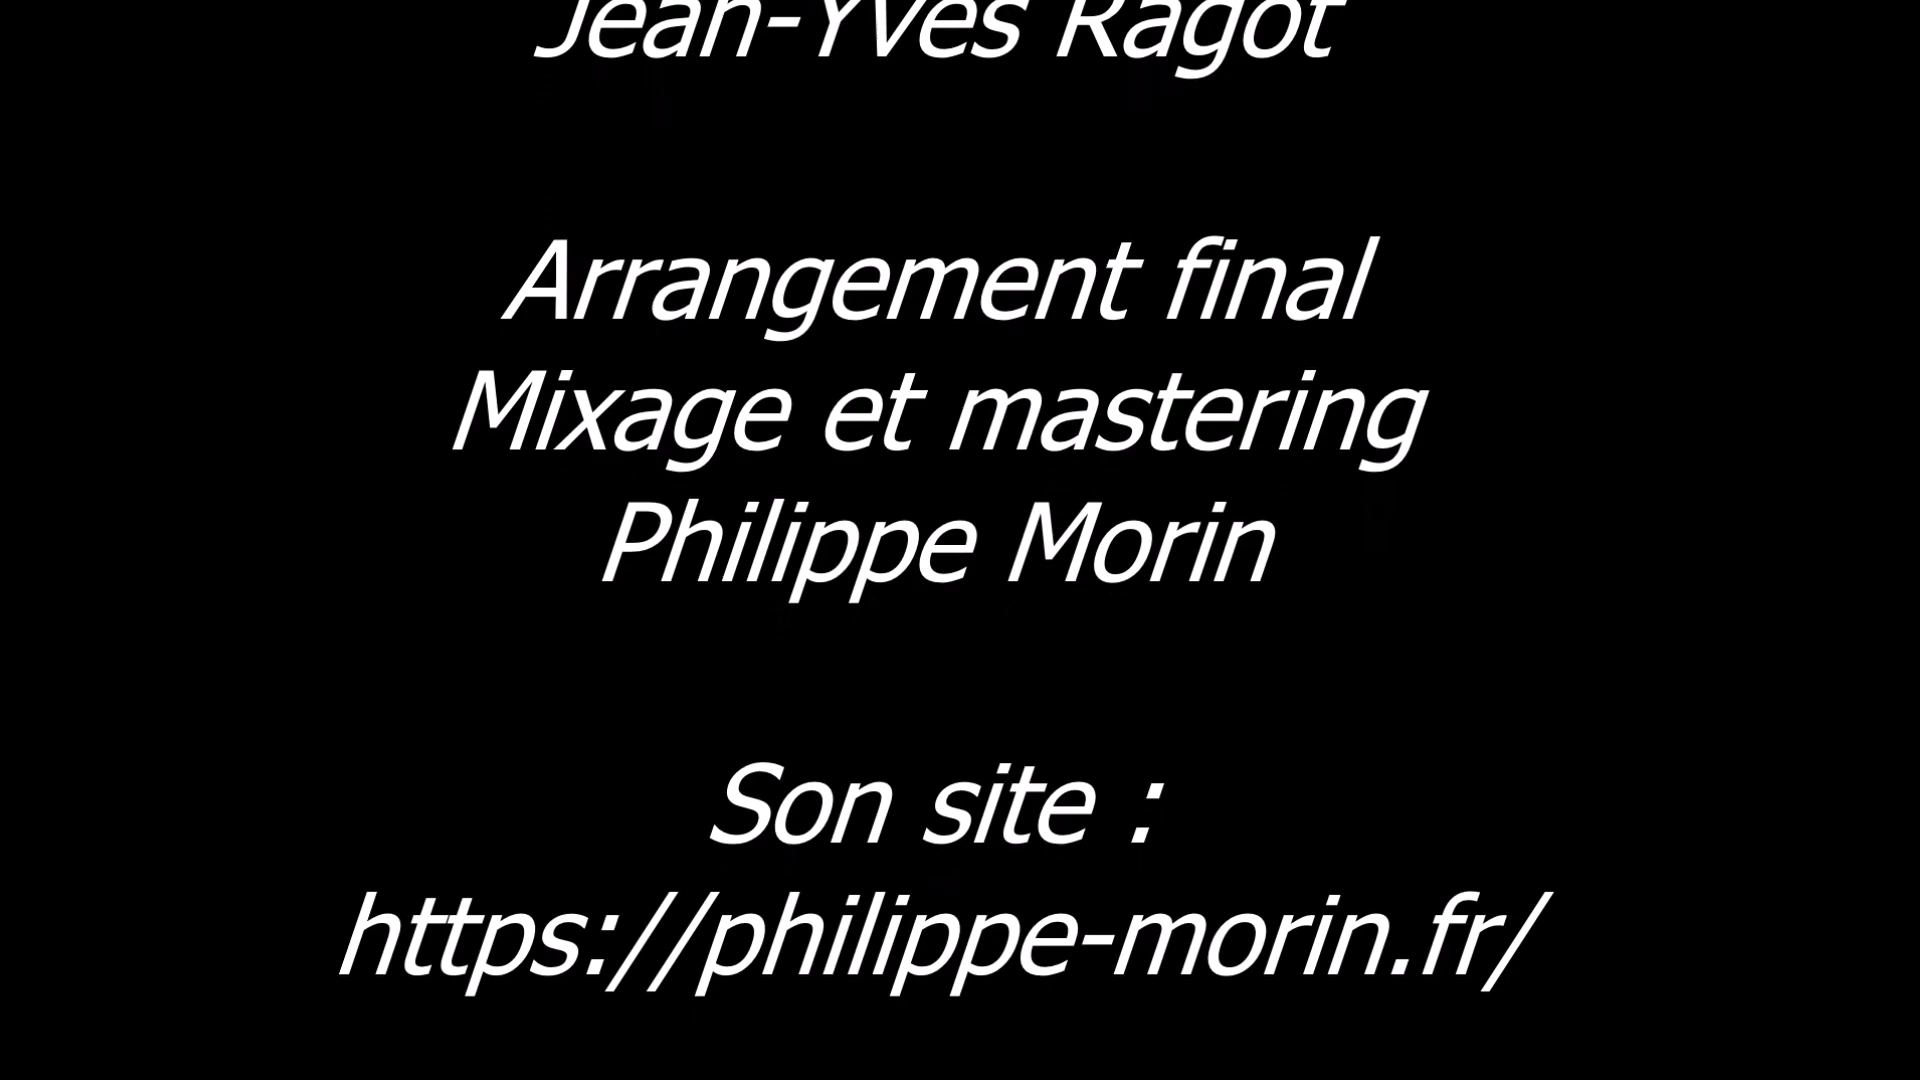 Jean-Yves Ragot
Arrangement final
Mixage et mastering
Philippe Morin
Son site :
https://philippe-morin.fr/